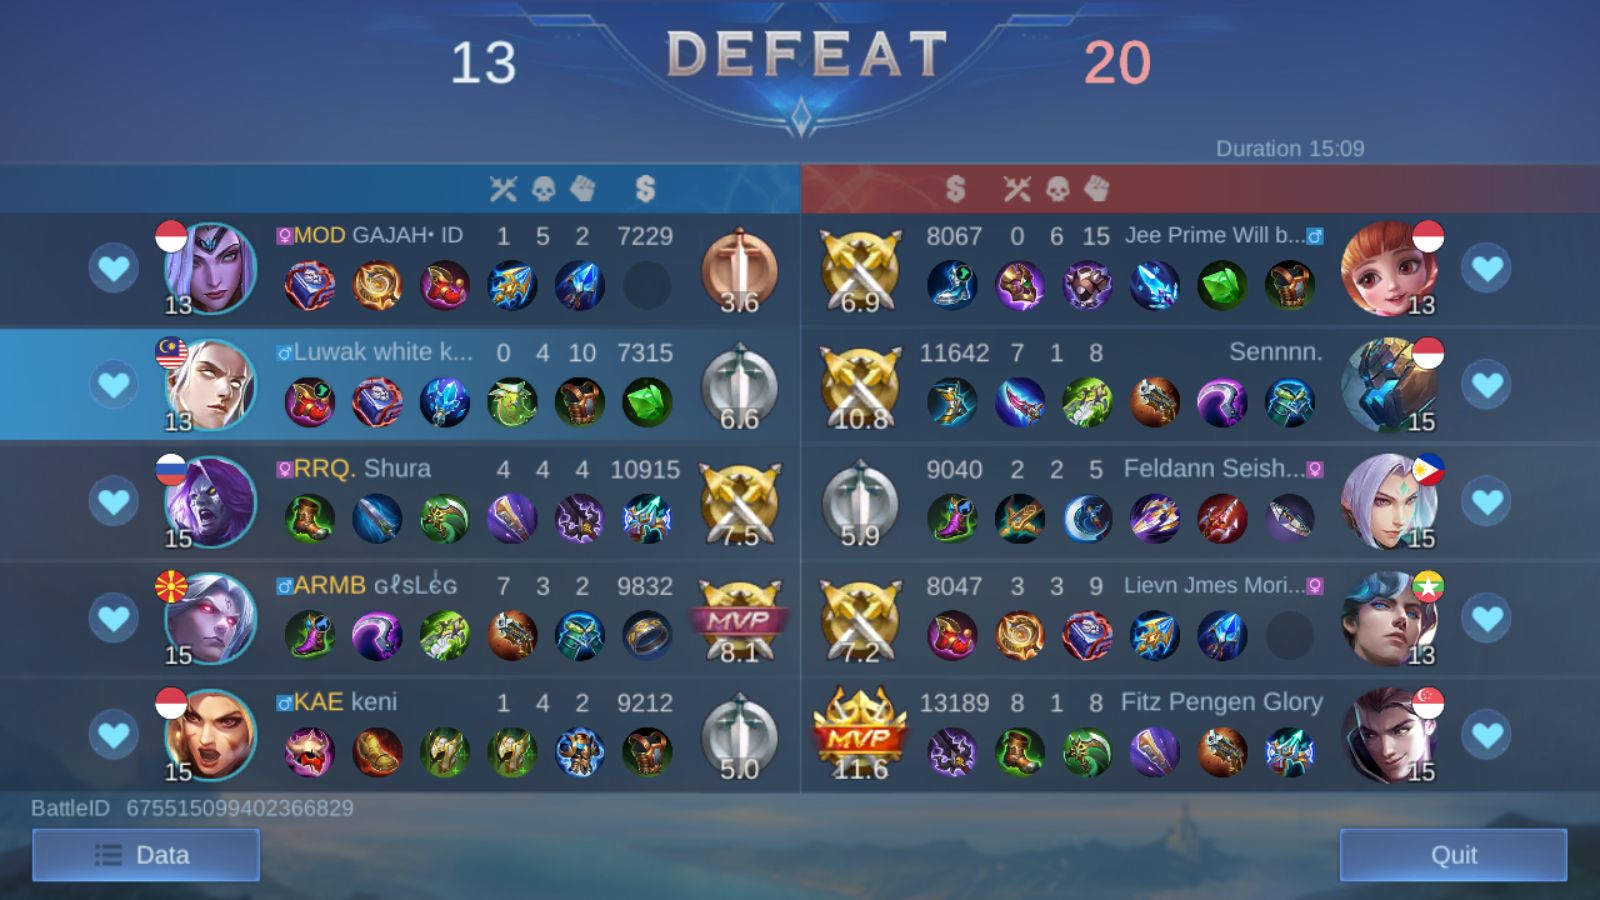 13 DEFEAT 20
Duration 15:09
MOD GAJAH• ID 1 5 2 7229
13 3.6
8067 0 6 15 Jee Prime Will b...
6.9 13
Luwak white k... 0 4 10 7315
13 6.6
11642 7 1 8 Sennnn.
10.8 15
RRQ. Shura 4 4 4 10915
15 7.5
9040 2 2 5 Feldann Seish...
5.9 15
ARMB 7 3 2 9832
MVP
15 8.1
8047 3 3 9 Lievn Jmes Mori...
7.2 13
KAE keni 1 4 2 9212
15 5.0
13189 8 1 8 Fitz Pengen Glory
MVP
11.6 15
BattleID 675515099402366829
Data
Quit